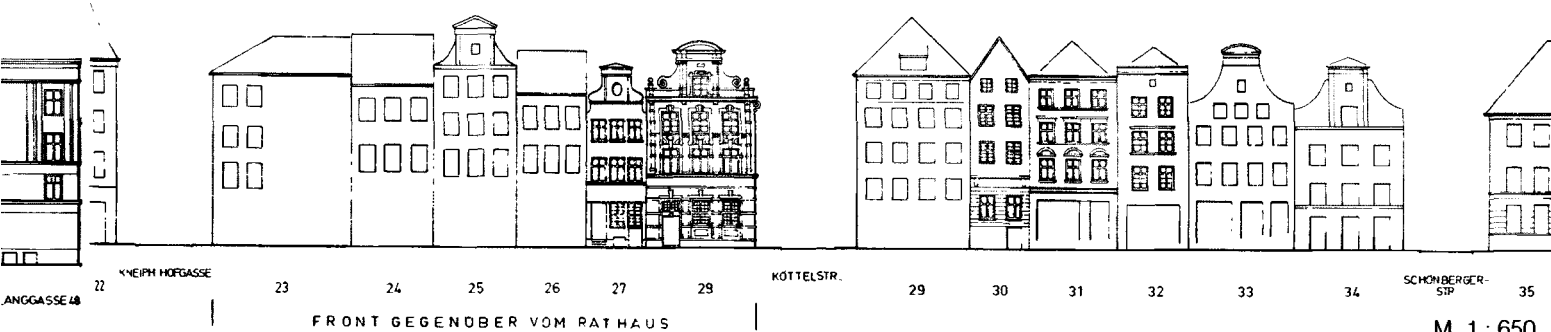 KNEIPH HOFGASSE
KÖTTELSTR.
SCHÖNBERGER-
STR
ANGGASSE 48
22
23
24
25
26
27
29
29
30
31
32
33
34
35
FRONT GEGENÜBER VOM RATHAUS
M 1 : 650